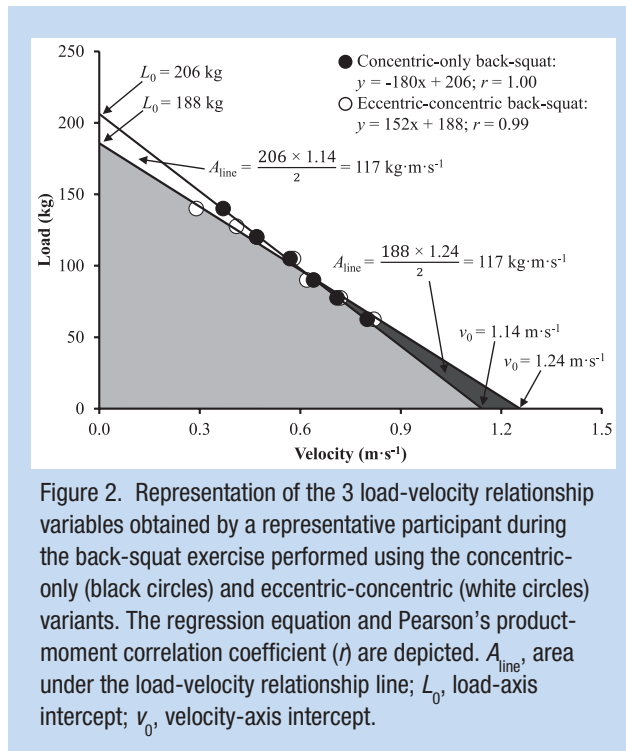 250
200
150
100
50
0
Load (kg)
L₀ = 206 kg
L₀ = 188 kg
Concentric-only back-squat:
y = -180x + 206; r = 1.00
Eccentric-concentric back-squat:
y = 152x + 188; r = 0.99
A_line = 206 × 1.14 / 2 = 117 kg·m·s⁻¹
A_line = 188 × 1.24 / 2 = 117 kg·m·s⁻¹
v₀ = 1.14 m·s⁻¹
v₀ = 1.24 m·s⁻¹
0.0 0.3 0.6 0.9 1.2 1.5
Velocity (m·s⁻¹)
Figure 2. Representation of the 3 load-velocity relationship
variables obtained by a representative participant during
the back-squat exercise performed using the concentric-
only (black circles) and eccentric-concentric (white circles)
variants. The regression equation and Pearson’s product-
moment correlation coefficient (r) are depicted. A_line, area
under the load-velocity relationship line; L₀, load-axis
intercept; v₀, velocity-axis intercept.